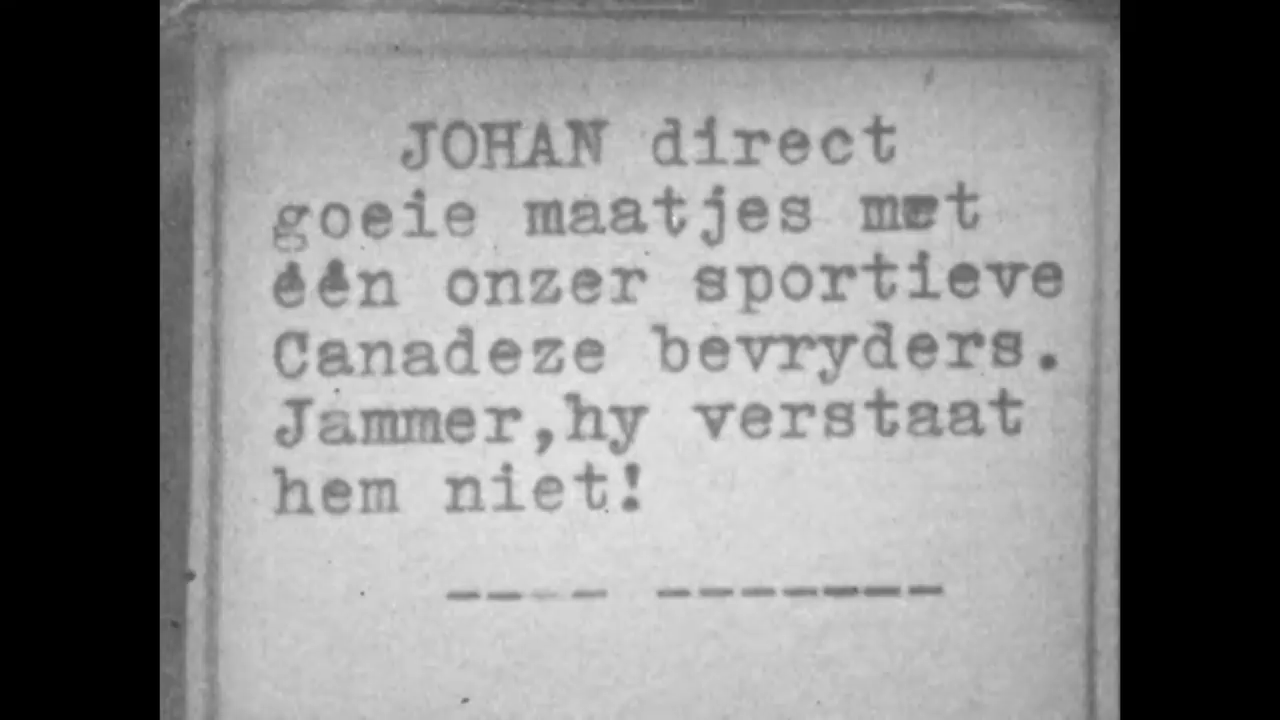 JOHAN direct
goeie maatjes met
één onzer sportieve
Canadeze bevryders.
Jammer,hy verstaat
hem niet!
---- -------